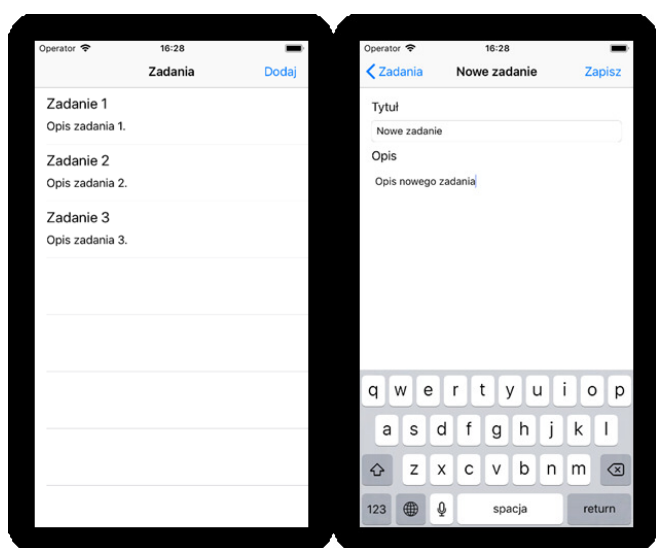 Operator 16:28
Zadania Dodaj
Zadanie 1
Opis zadania 1.
Zadanie 2
Opis zadania 2.
Zadanie 3
Opis zadania 3.
Operator 16:28
Zadania Nowe zadanie Zapisz
Tytuł
Nowe zadanie
Opis
Opis nowego zadania
q w e r t y u i o p
a s d f g h j k l
z x c v b n m
123 spacja return